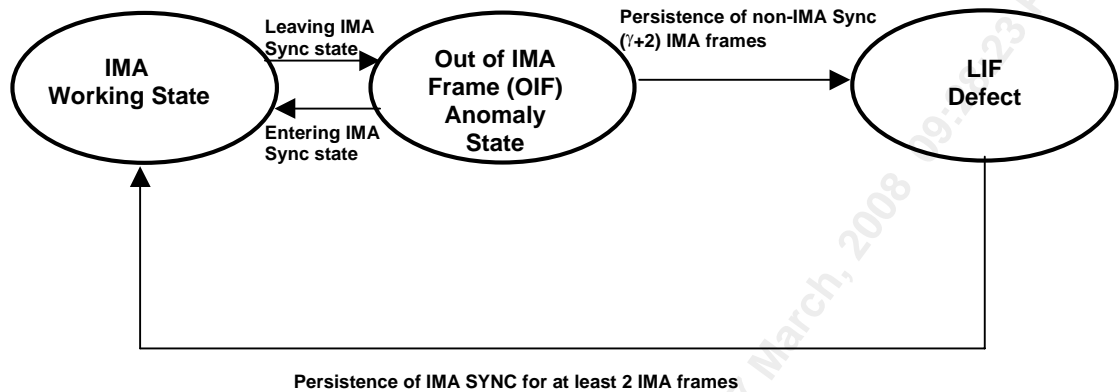 Leaving IMA
Sync state
Persistence of non-IMA Sync
(γ+2) IMA frames
IMA
Working State
Out of IMA
Frame (OIF)
Anomaly
State
LIF
Defect
Entering IMA
Sync state
Persistence of IMA SYNC for at least 2 IMA frames
March, 2008